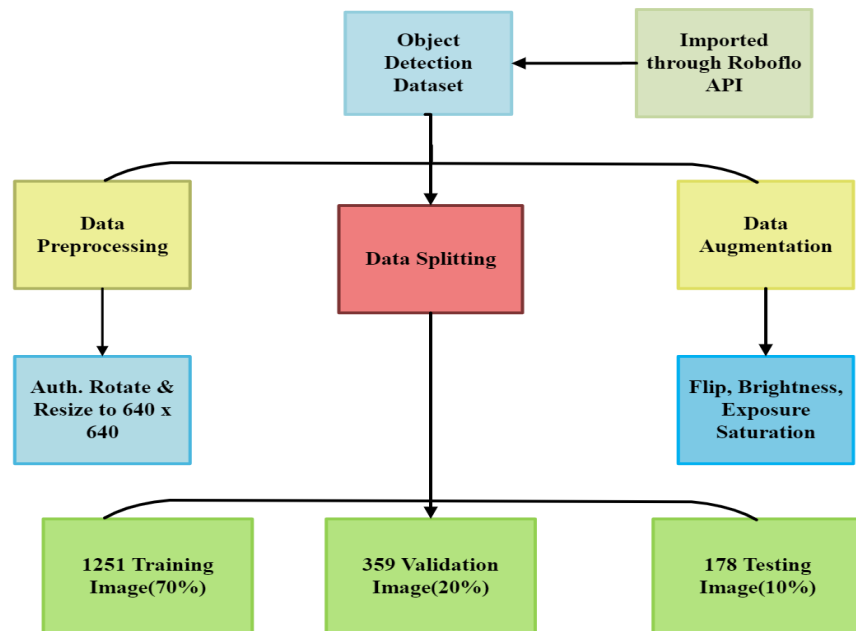 Object
Detection
Dataset
Imported
through Roboflo
API
Data
Preprocessing
Data Splitting
Data
Augmentation
Auth. Rotate &
Resize to 640 x
640
Flip, Brightness,
Exposure
Saturation
1251 Training
Image(70%)
359 Validation
Image(20%)
178 Testing
Image(10%)